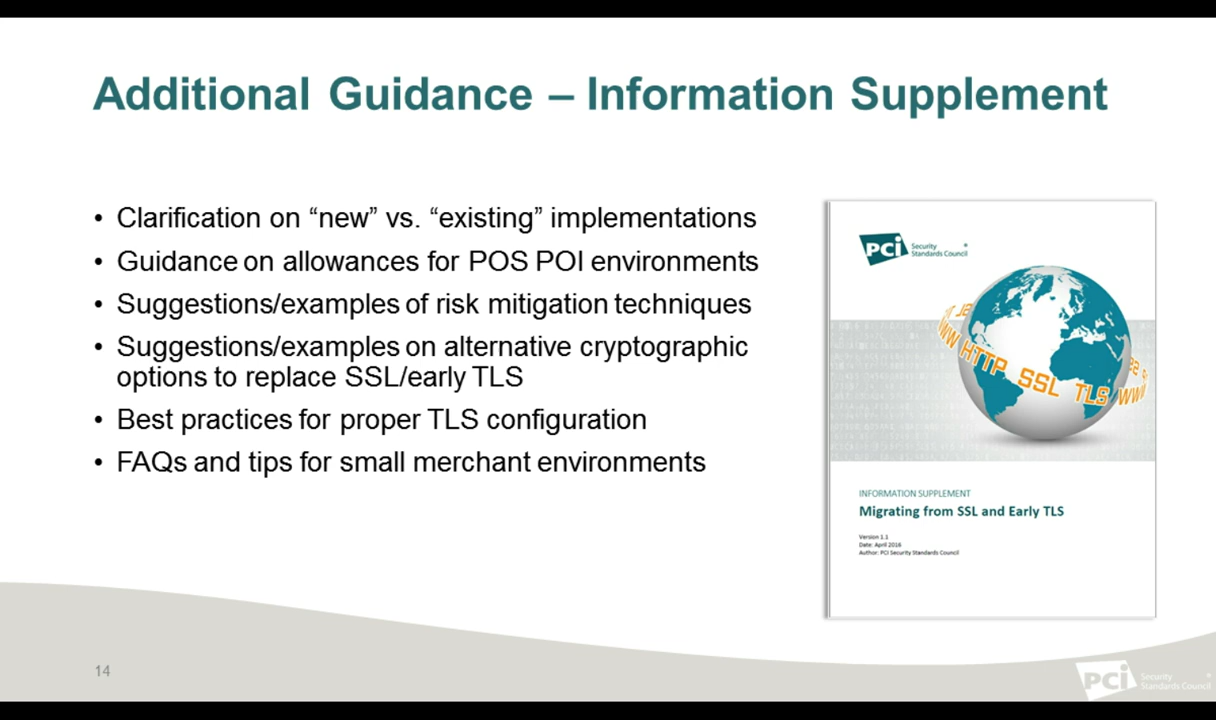 Additional Guidance – Information Supplement
• Clarification on “new” vs. “existing” implementations
• Guidance on allowances for POS POI environments
• Suggestions/examples of risk mitigation techniques
• Suggestions/examples on alternative cryptographic
options to replace SSL/early TLS
• Best practices for proper TLS configuration
• FAQs and tips for small merchant environments
PCI Security ®
Standards Council
WWW HTTP SSL TLS WWW
INFORMATION SUPPLEMENT
Migrating from SSL and Early TLS
Version 1.1
Date: April 2016
Author: PCI Security Standards Council
14
PCI Security ®
Standards Council